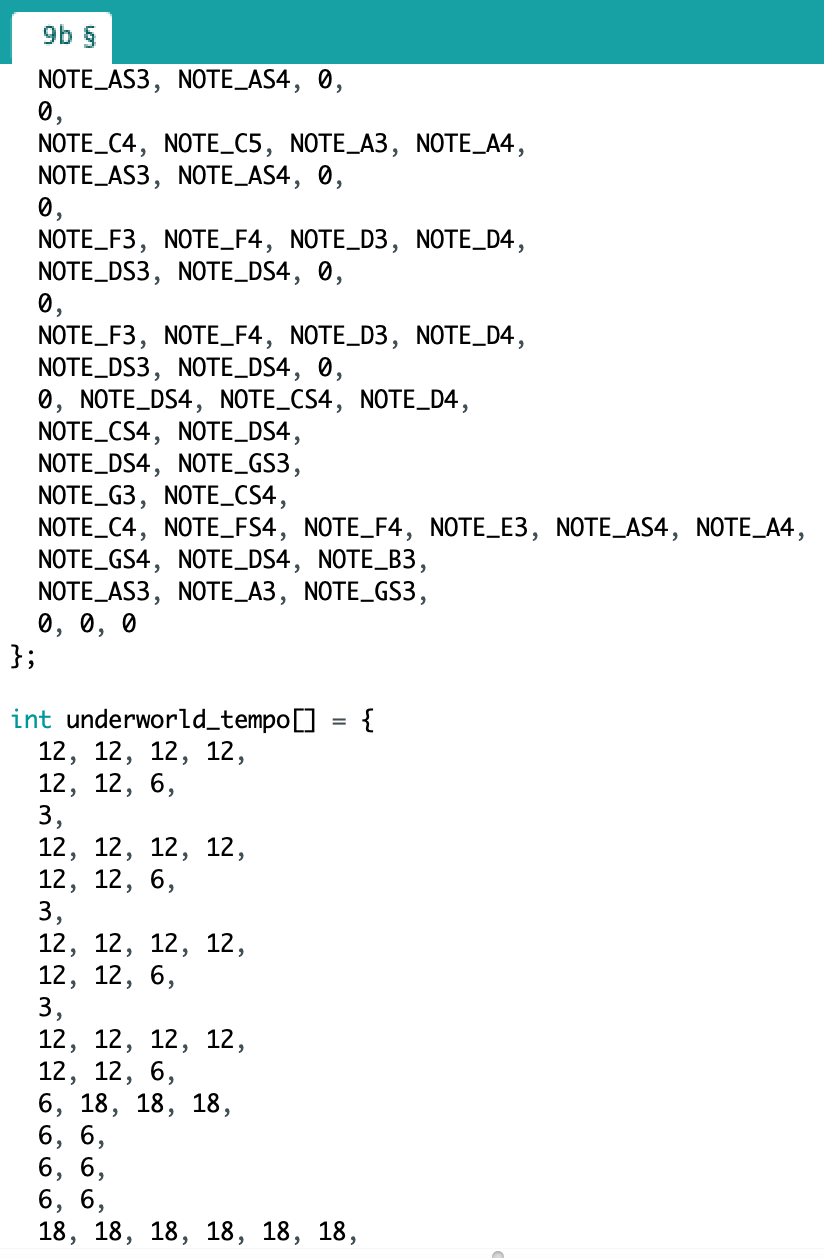 9b §
NOTE_AS3, NOTE_AS4, 0,
0,
NOTE_C4, NOTE_C5, NOTE_A3, NOTE_A4,
NOTE_AS3, NOTE_AS4, 0,
0,
NOTE_F3, NOTE_F4, NOTE_D3, NOTE_D4,
NOTE_DS3, NOTE_DS4, 0,
0,
NOTE_F3, NOTE_F4, NOTE_D3, NOTE_D4,
NOTE_DS3, NOTE_DS4, 0,
0, NOTE_DS4, NOTE_CS4, NOTE_D4,
NOTE_CS4, NOTE_DS4,
NOTE_DS4, NOTE_GS3,
NOTE_G3, NOTE_CS4,
NOTE_C4, NOTE_FS4, NOTE_F4, NOTE_E3, NOTE_AS4, NOTE_A4,
NOTE_GS4, NOTE_DS4, NOTE_B3,
NOTE_AS3, NOTE_A3, NOTE_GS3,
0, 0, 0
};
int underworld_tempo[] = {
12, 12, 12, 12,
12, 12, 6,
3,
12, 12, 12, 12,
12, 12, 6,
3,
12, 12, 12, 12,
12, 12, 6,
3,
12, 12, 12, 12,
12, 12, 6,
6, 18, 18, 18,
6, 6,
6, 6,
6, 6,
18, 18, 18, 18, 18, 18,